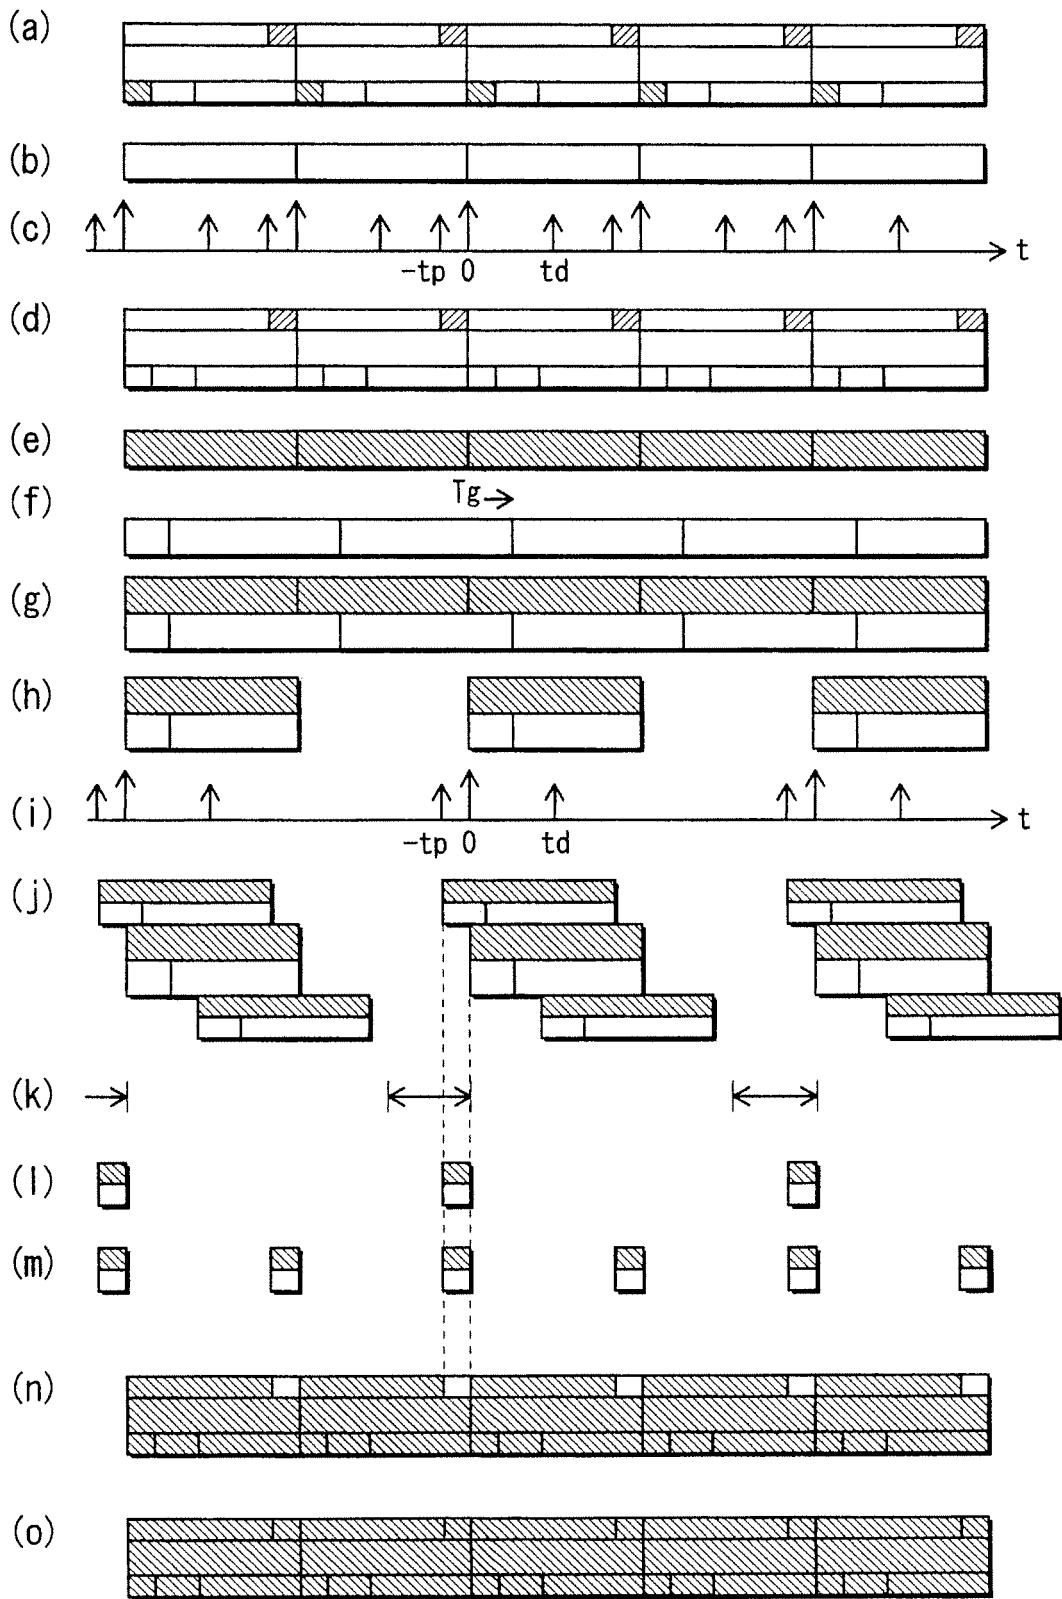 (a)
(b)
(c)
t
-tp 0 td
(d)
(e)
Tg
(f)
(g)
(h)
(i)
t
-tp 0 td
(j)
(k)
(l)
(m)
(n)
(o)